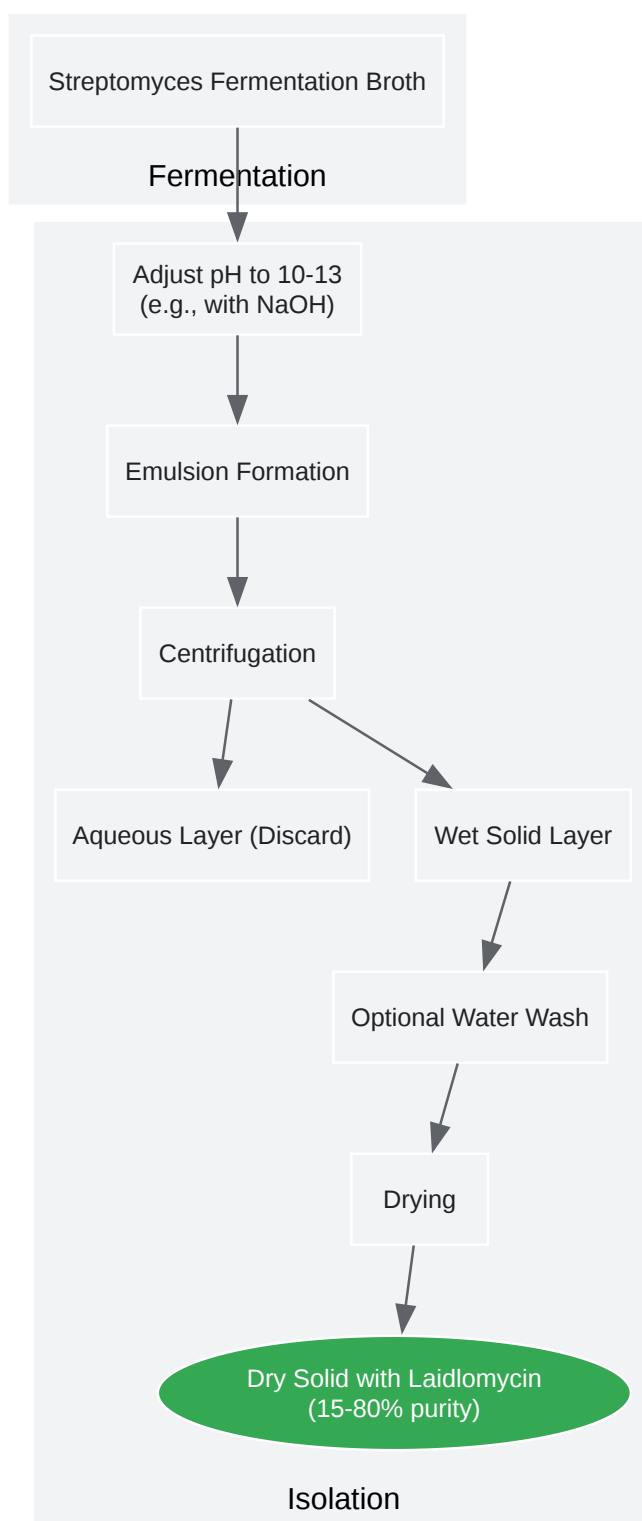 Streptomyces Fermentation Broth
Fermentation
Adjust pH to 10-13
(e.g., with NaOH)
Emulsion Formation
Centrifugation
Aqueous Layer (Discard)
Wet Solid Layer
Optional Water Wash
Drying
Dry Solid with Laidlomycin
(15-80% purity)
Isolation